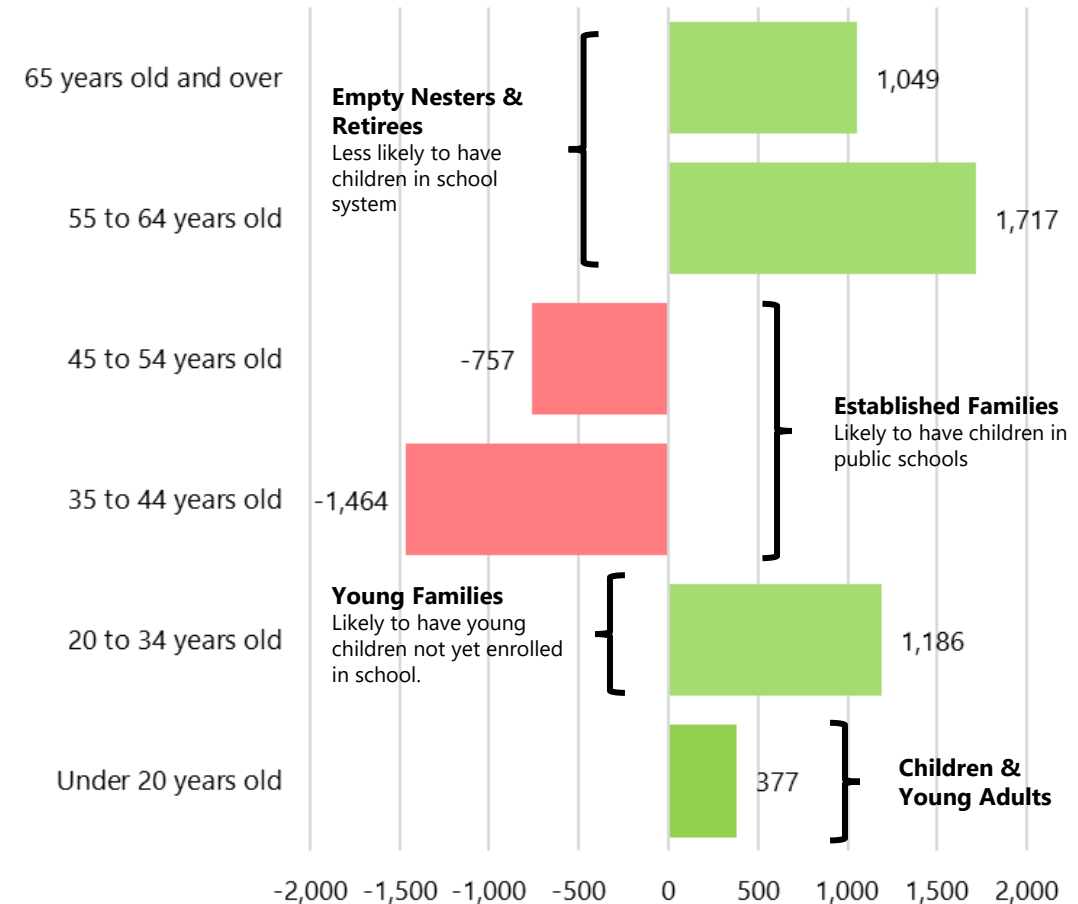 65 years old and over
1,049
Empty Nesters &
Retirees
Less likely to have
children in school
system
55 to 64 years old
1,717
45 to 54 years old
-757
Established Families
Likely to have children in
public schools
35 to 44 years old
-1,464
Young Families
Likely to have young
children not yet enrolled
in school.
20 to 34 years old
1,186
Under 20 years old
377
Children &
Young Adults
-2,000 -1,500 -1,000 -500 0 500 1,000 1,500 2,000